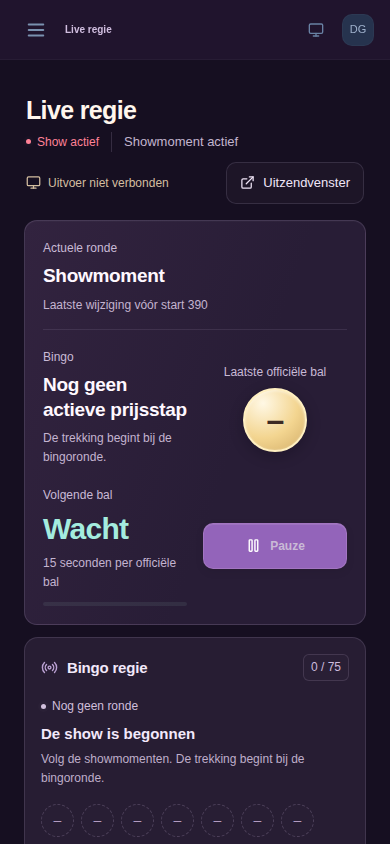 Live regie
DG
Live regie
Show actief
Showmoment actief
Uitvoer niet verbonden
Uitzendvenster
Actuele ronde
Showmoment
Laatste wijziging vóór start 390
Bingo
Nog geen
actieve prijsstap
De trekking begint bij de
bingoronde.
Laatste officiële bal
–
Volgende bal
Wacht
15 seconden per officiële
bal
Pauze
Bingo regie
0 / 75
Nog geen ronde
De show is begonnen
Volg de showmomenten. De trekking begint bij de
bingoronde.
– – – – – – –